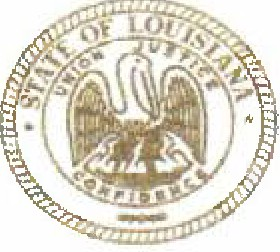 STATE OF LOUISIANA
UNION JUSTICE
CONFIDENCE